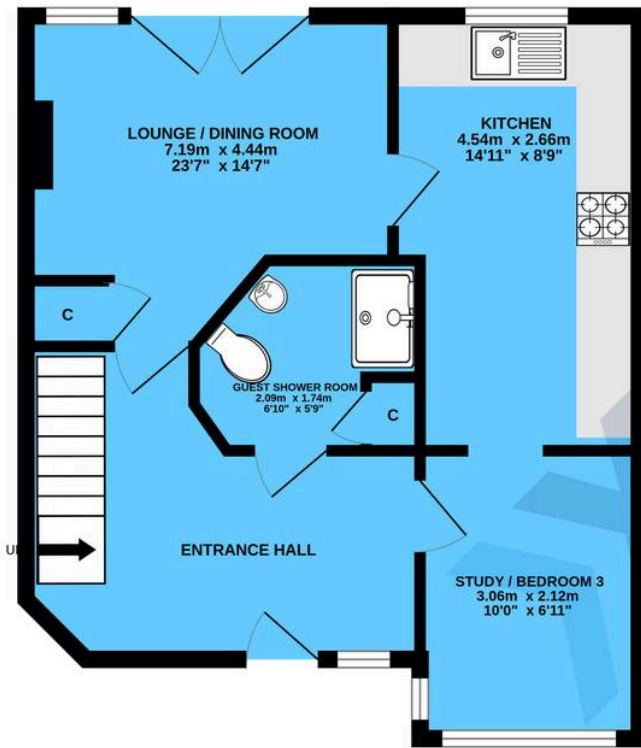 LOUNGE / DINING ROOM
7.19m x 4.44m
23'7" x 14'7"
KITCHEN
4.54m x 2.66m
14'11" x 8'9"
C
GUEST SHOWER ROOM
2.09m x 1.74m
6'10" x 5'9"
C
ENTRANCE HALL
STUDY / BEDROOM 3
3.06m x 2.12m
10'0" x 6'11"